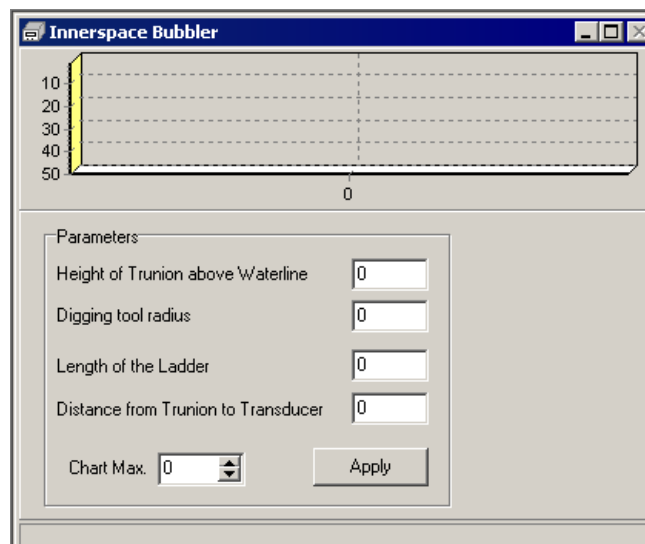 Innerspace Bubbler
10
20
30
40
50
0
Parameters
Height of Trunion above Waterline 0
Digging tool radius 0
Length of the Ladder 0
Distance from Trunion to Transducer 0
Chart Max. 0 Apply